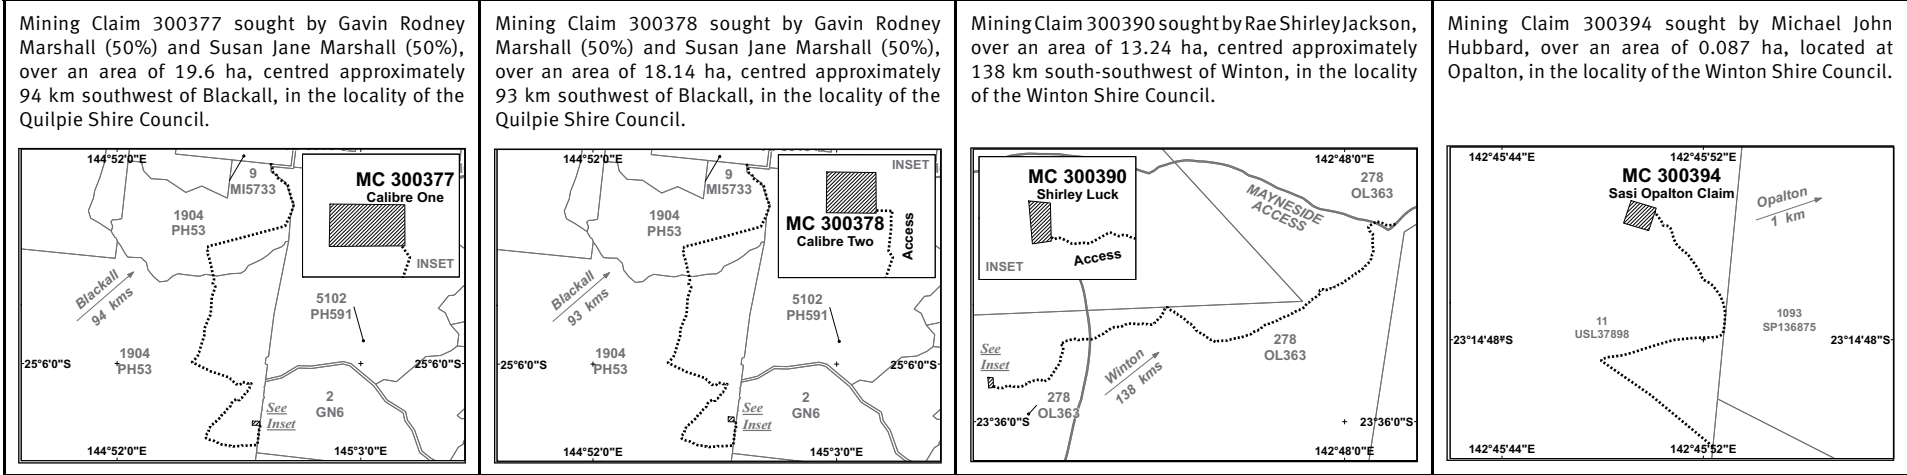 Mining Claim 300377 sought by Gavin Rodney
Marshall (50%) and Susan Jane Marshall (50%),
over an area of 19.6 ha, centred approximately
94 km southwest of Blackall, in the locality of the
Quilpie Shire Council.
144°52'0"E
9
MI5733
MC 300377
Calibre One
INSET
1904
PH53
Blackall
94 kms
5102
PH591
25°6'0"S
1904
PH53
25°6'0"S
2
GN6
See
Inset
144°52'0"E
145°3'0"E
Mining Claim 300378 sought by Gavin Rodney
Marshall (50%) and Susan Jane Marshall (50%),
over an area of 18.14 ha, centred approximately
93 km southwest of Blackall, in the locality of the
Quilpie Shire Council.
144°52'0"E
9
MI5733
INSET
MC 300378
Calibre Two
Access
1904
PH53
Blackall
93 kms
5102
PH591
25°6'0"S
1904
PH53
25°6'0"S
2
GN6
See
Inset
144°52'0"E
145°3'0"E
Mining Claim 300390 sought by Rae Shirley Jackson,
over an area of 13.24 ha, centred approximately
138 km south-southwest of Winton, in the locality
of the Winton Shire Council.
142°48'0"E
MC 300390
Shirley Luck
Access
INSET
MAYNESIDE
ACCESS
278
OL363
See
Inset
Winton
138 kms
278
OL363
278
OL363
23°36'0"S
23°36'0"S
142°48'0"E
Mining Claim 300394 sought by Michael John
Hubbard, over an area of 0.087 ha, located at
Opalton, in the locality of the Winton Shire Council.
142°45'44"E
142°45'52"E
MC 300394
Sasi Opalton Claim
Opalton
1 km
11
USL37898
1093
SP136875
23°14'48"S
23°14'48"S
142°45'44"E
142°45'52"E